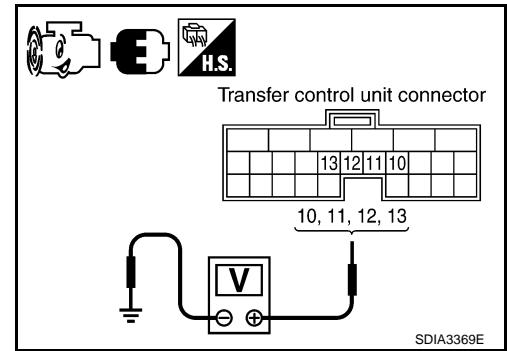 H.S.
Transfer control unit connector
13 12 11 10
10, 11, 12, 13
V
SDIA3369E